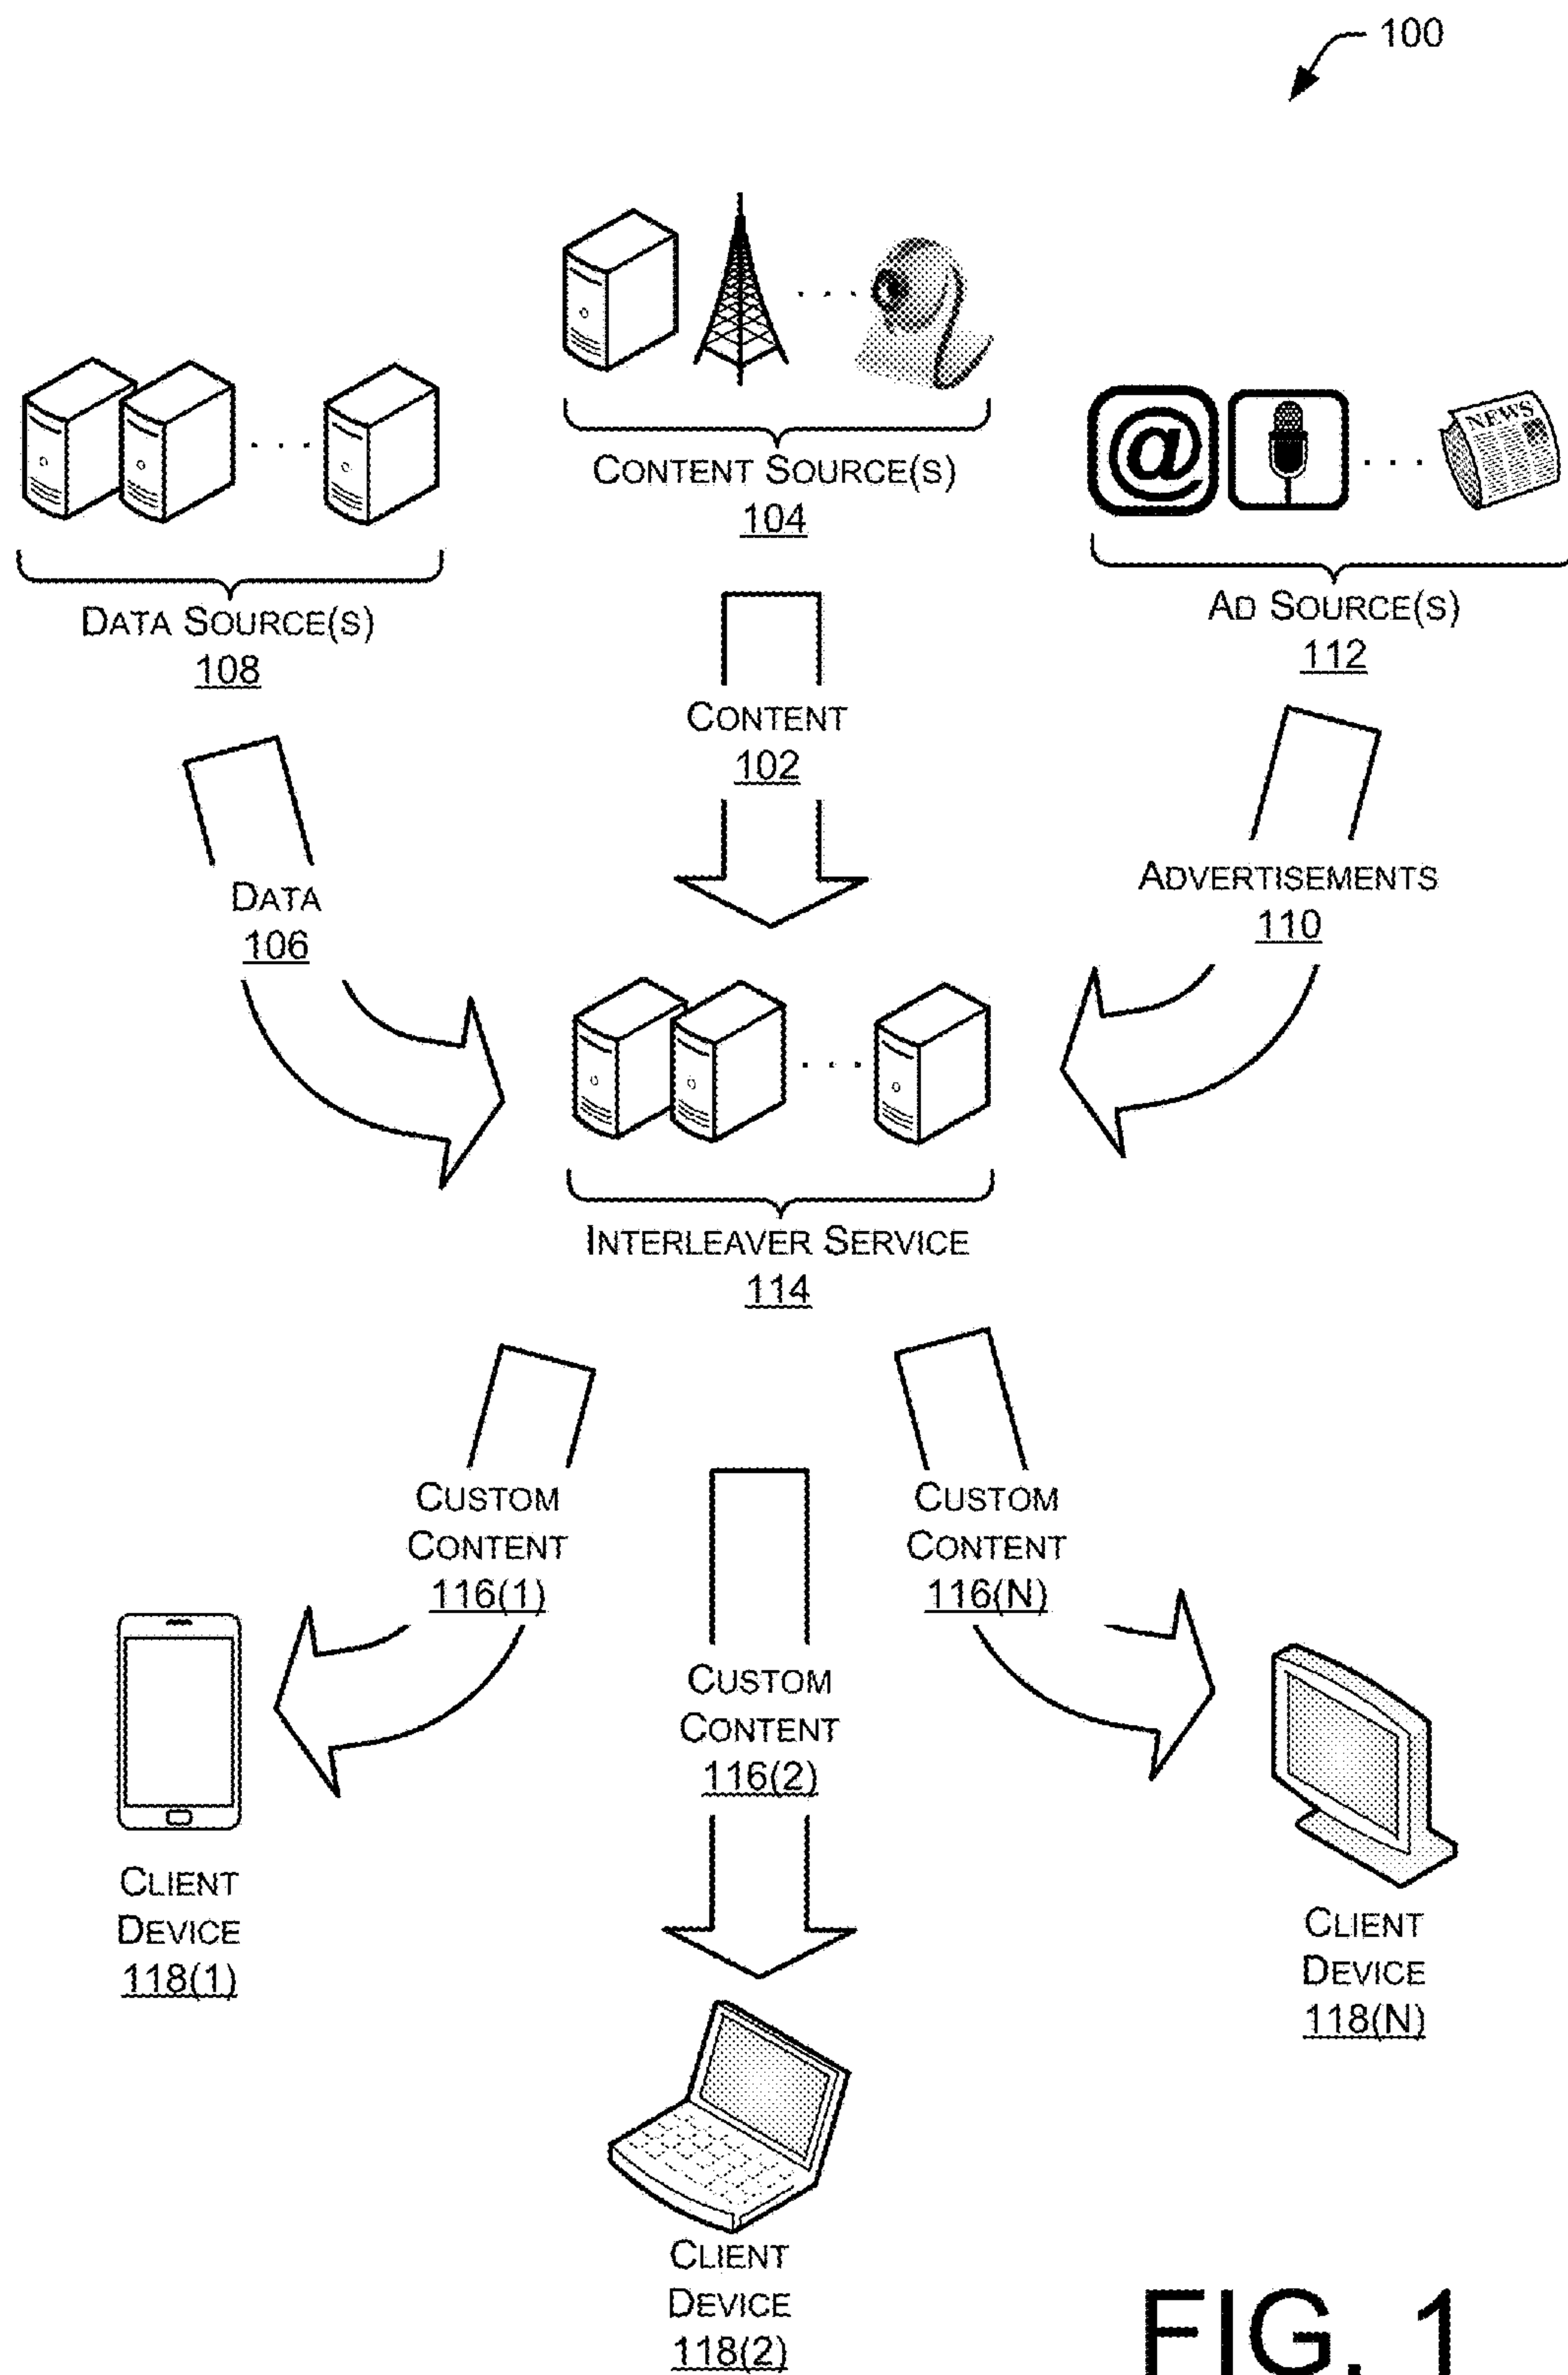 100
CONTENT SOURCE(S)
104
NEWS
@
DATA SOURCE(S)
108
AD SOURCE(S)
112
CONTENT
102
DATA
106
ADVERTISEMENTS
110
INTERLEAVER SERVICE
114
CUSTOM
CONTENT
116(1)
CUSTOM
CONTENT
116(N)
CUSTOM
CONTENT
116(2)
CLIENT
DEVICE
118(1)
CLIENT
DEVICE
118(N)
CLIENT
DEVICE
118(2)
FIG. 1